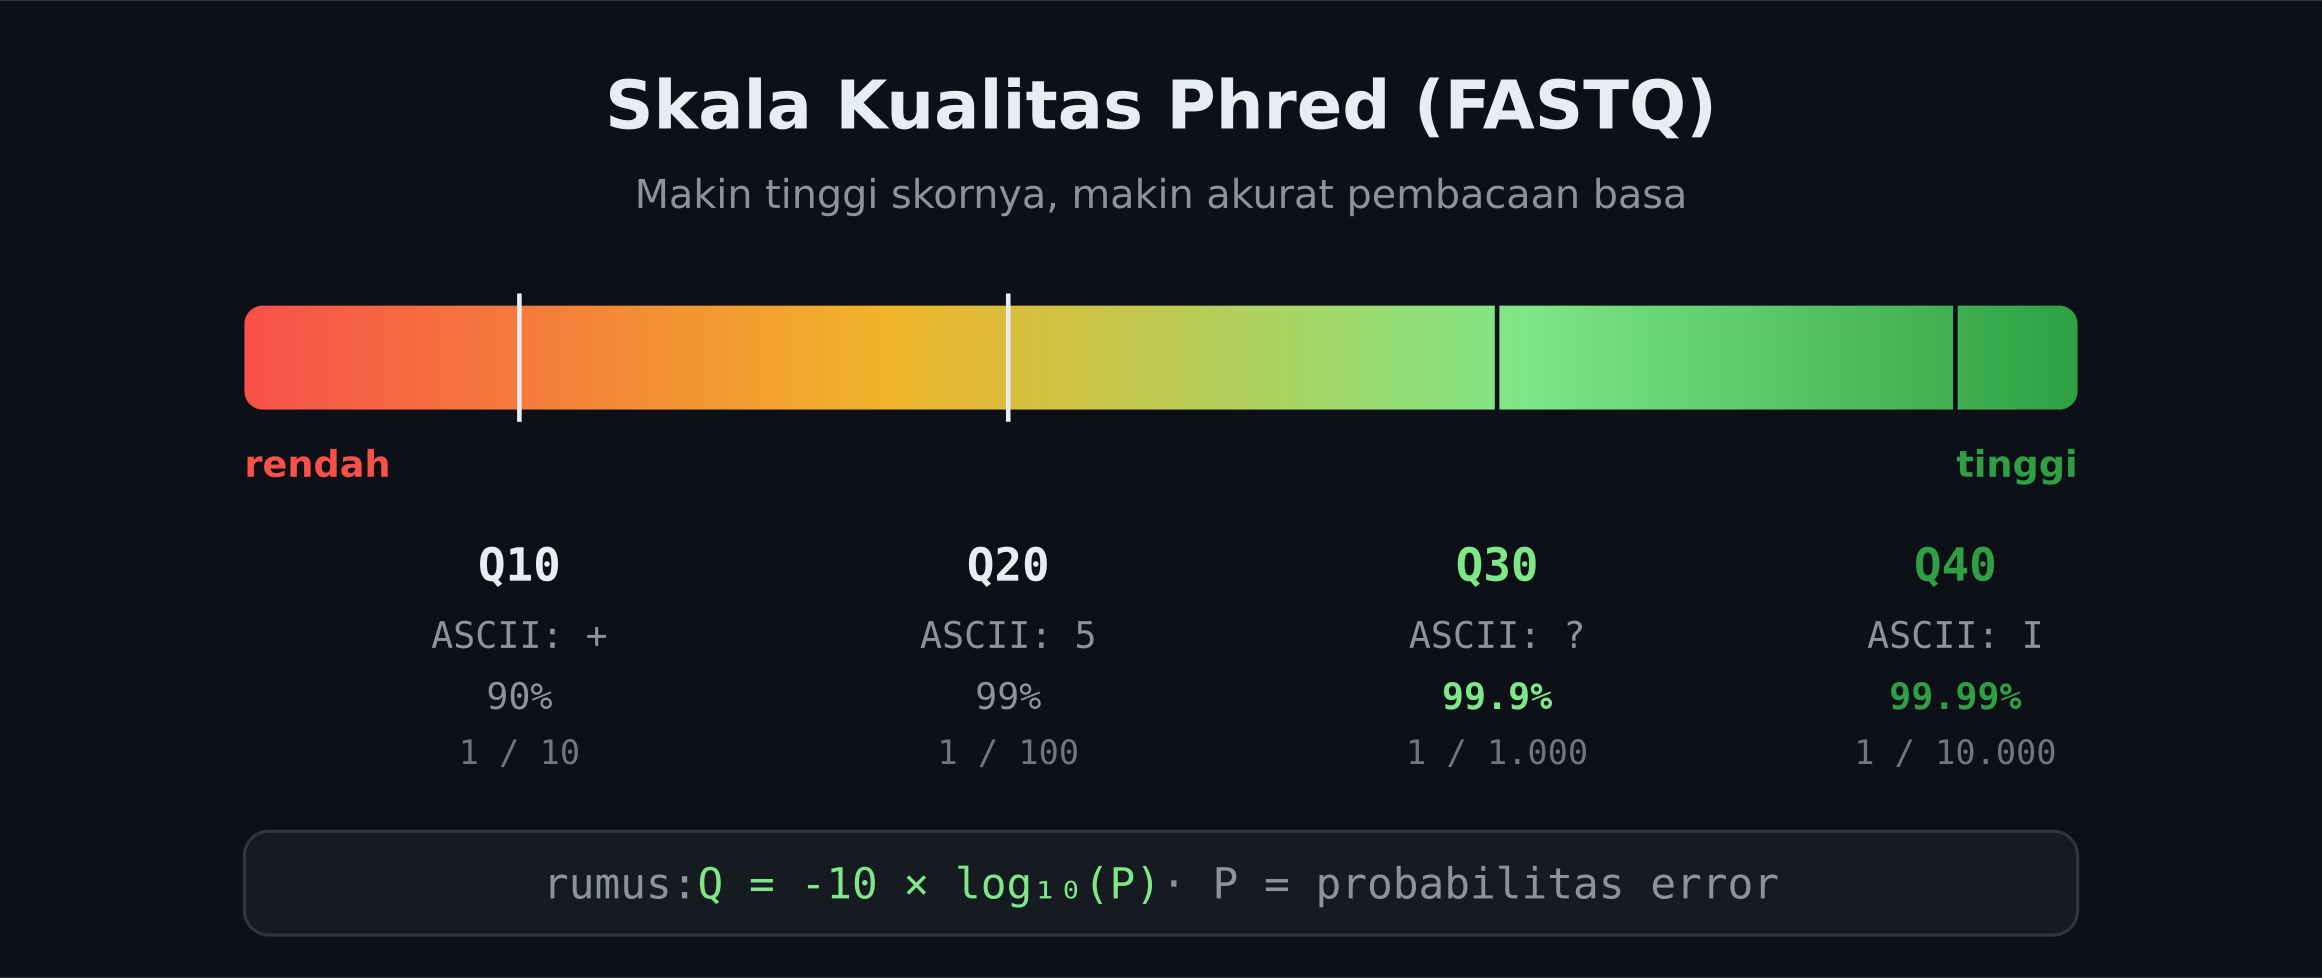 Skala Kualitas Phred (FASTQ)
Makin tinggi skornya, makin akurat pembacaan basa
rendah tinggi
Q10 Q20 Q30 Q40
ASCII: + ASCII: 5 ASCII: ? ASCII: I
90% 99% 99.9% 99.99%
1 / 10 1 / 100 1 / 1.000 1 / 10.000
rumus:Q = -10 × log₁₀(P)· P = probabilitas error